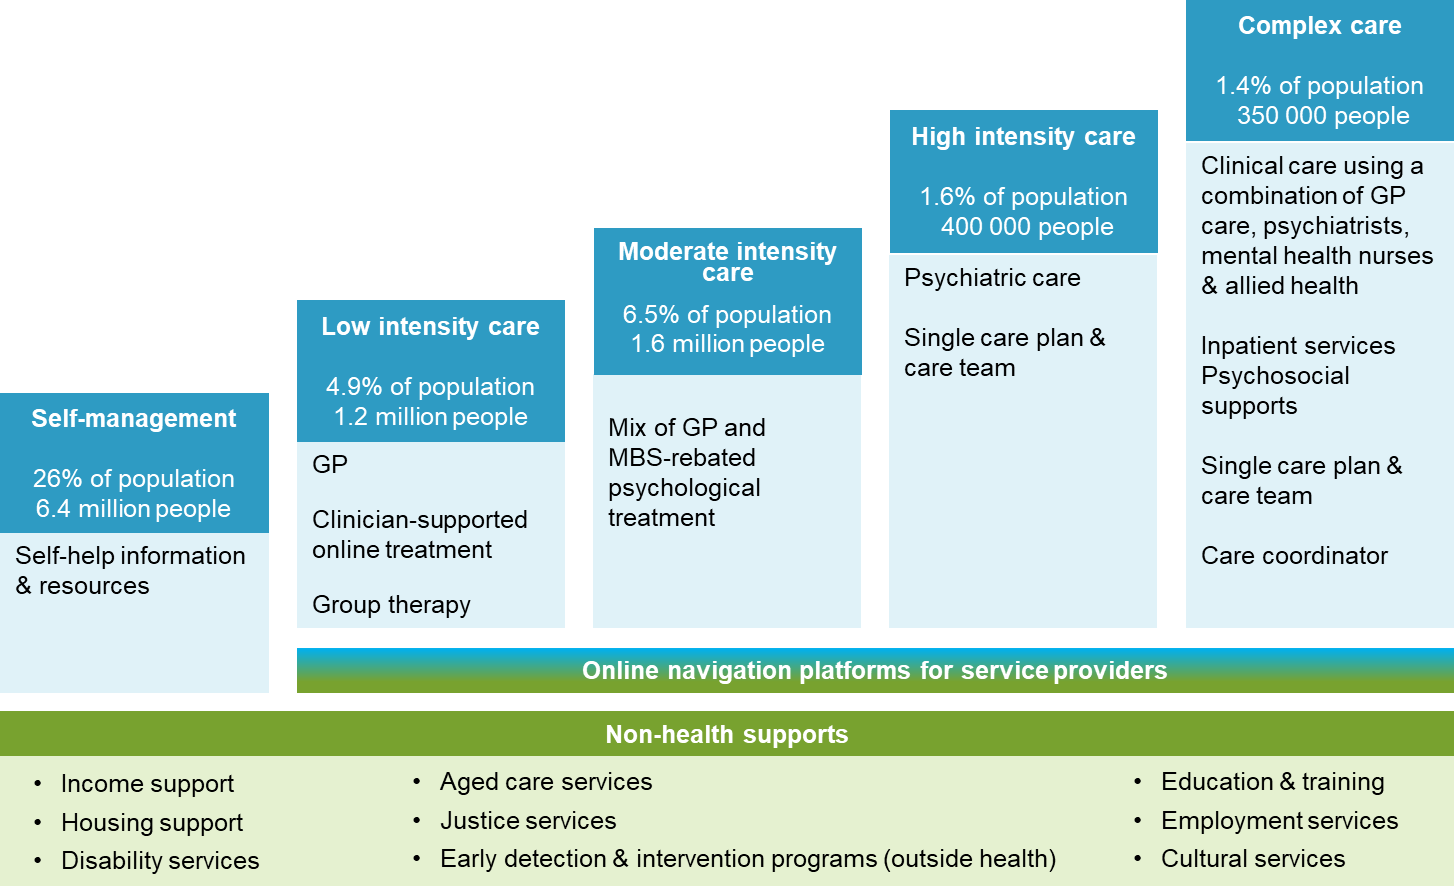 Complex care
1.4% of population
350 000 people
Clinical care using a
combination of GP
care, psychiatrists,
mental health nurses
& allied health
Inpatient services
Psychosocial
supports
Single care plan &
care team
Care coordinator
High intensity care
1.6% of population
400 000 people
Psychiatric care
Single care plan &
care team
Moderate intensity
care
6.5% of population
1.6 million people
Mix of GP and
MBS-rebated
psychological
treatment
Low intensity care
4.9% of population
1.2 million people
GP
Clinician-supported
online treatment
Group therapy
Self-management
26% of population
6.4 million people
Self-help information
& resources
Online navigation platforms for service providers
Non-health supports
• Income support
• Housing support
• Disability services
• Aged care services
• Justice services
• Early detection & intervention programs (outside health)
• Education & training
• Employment services
• Cultural services